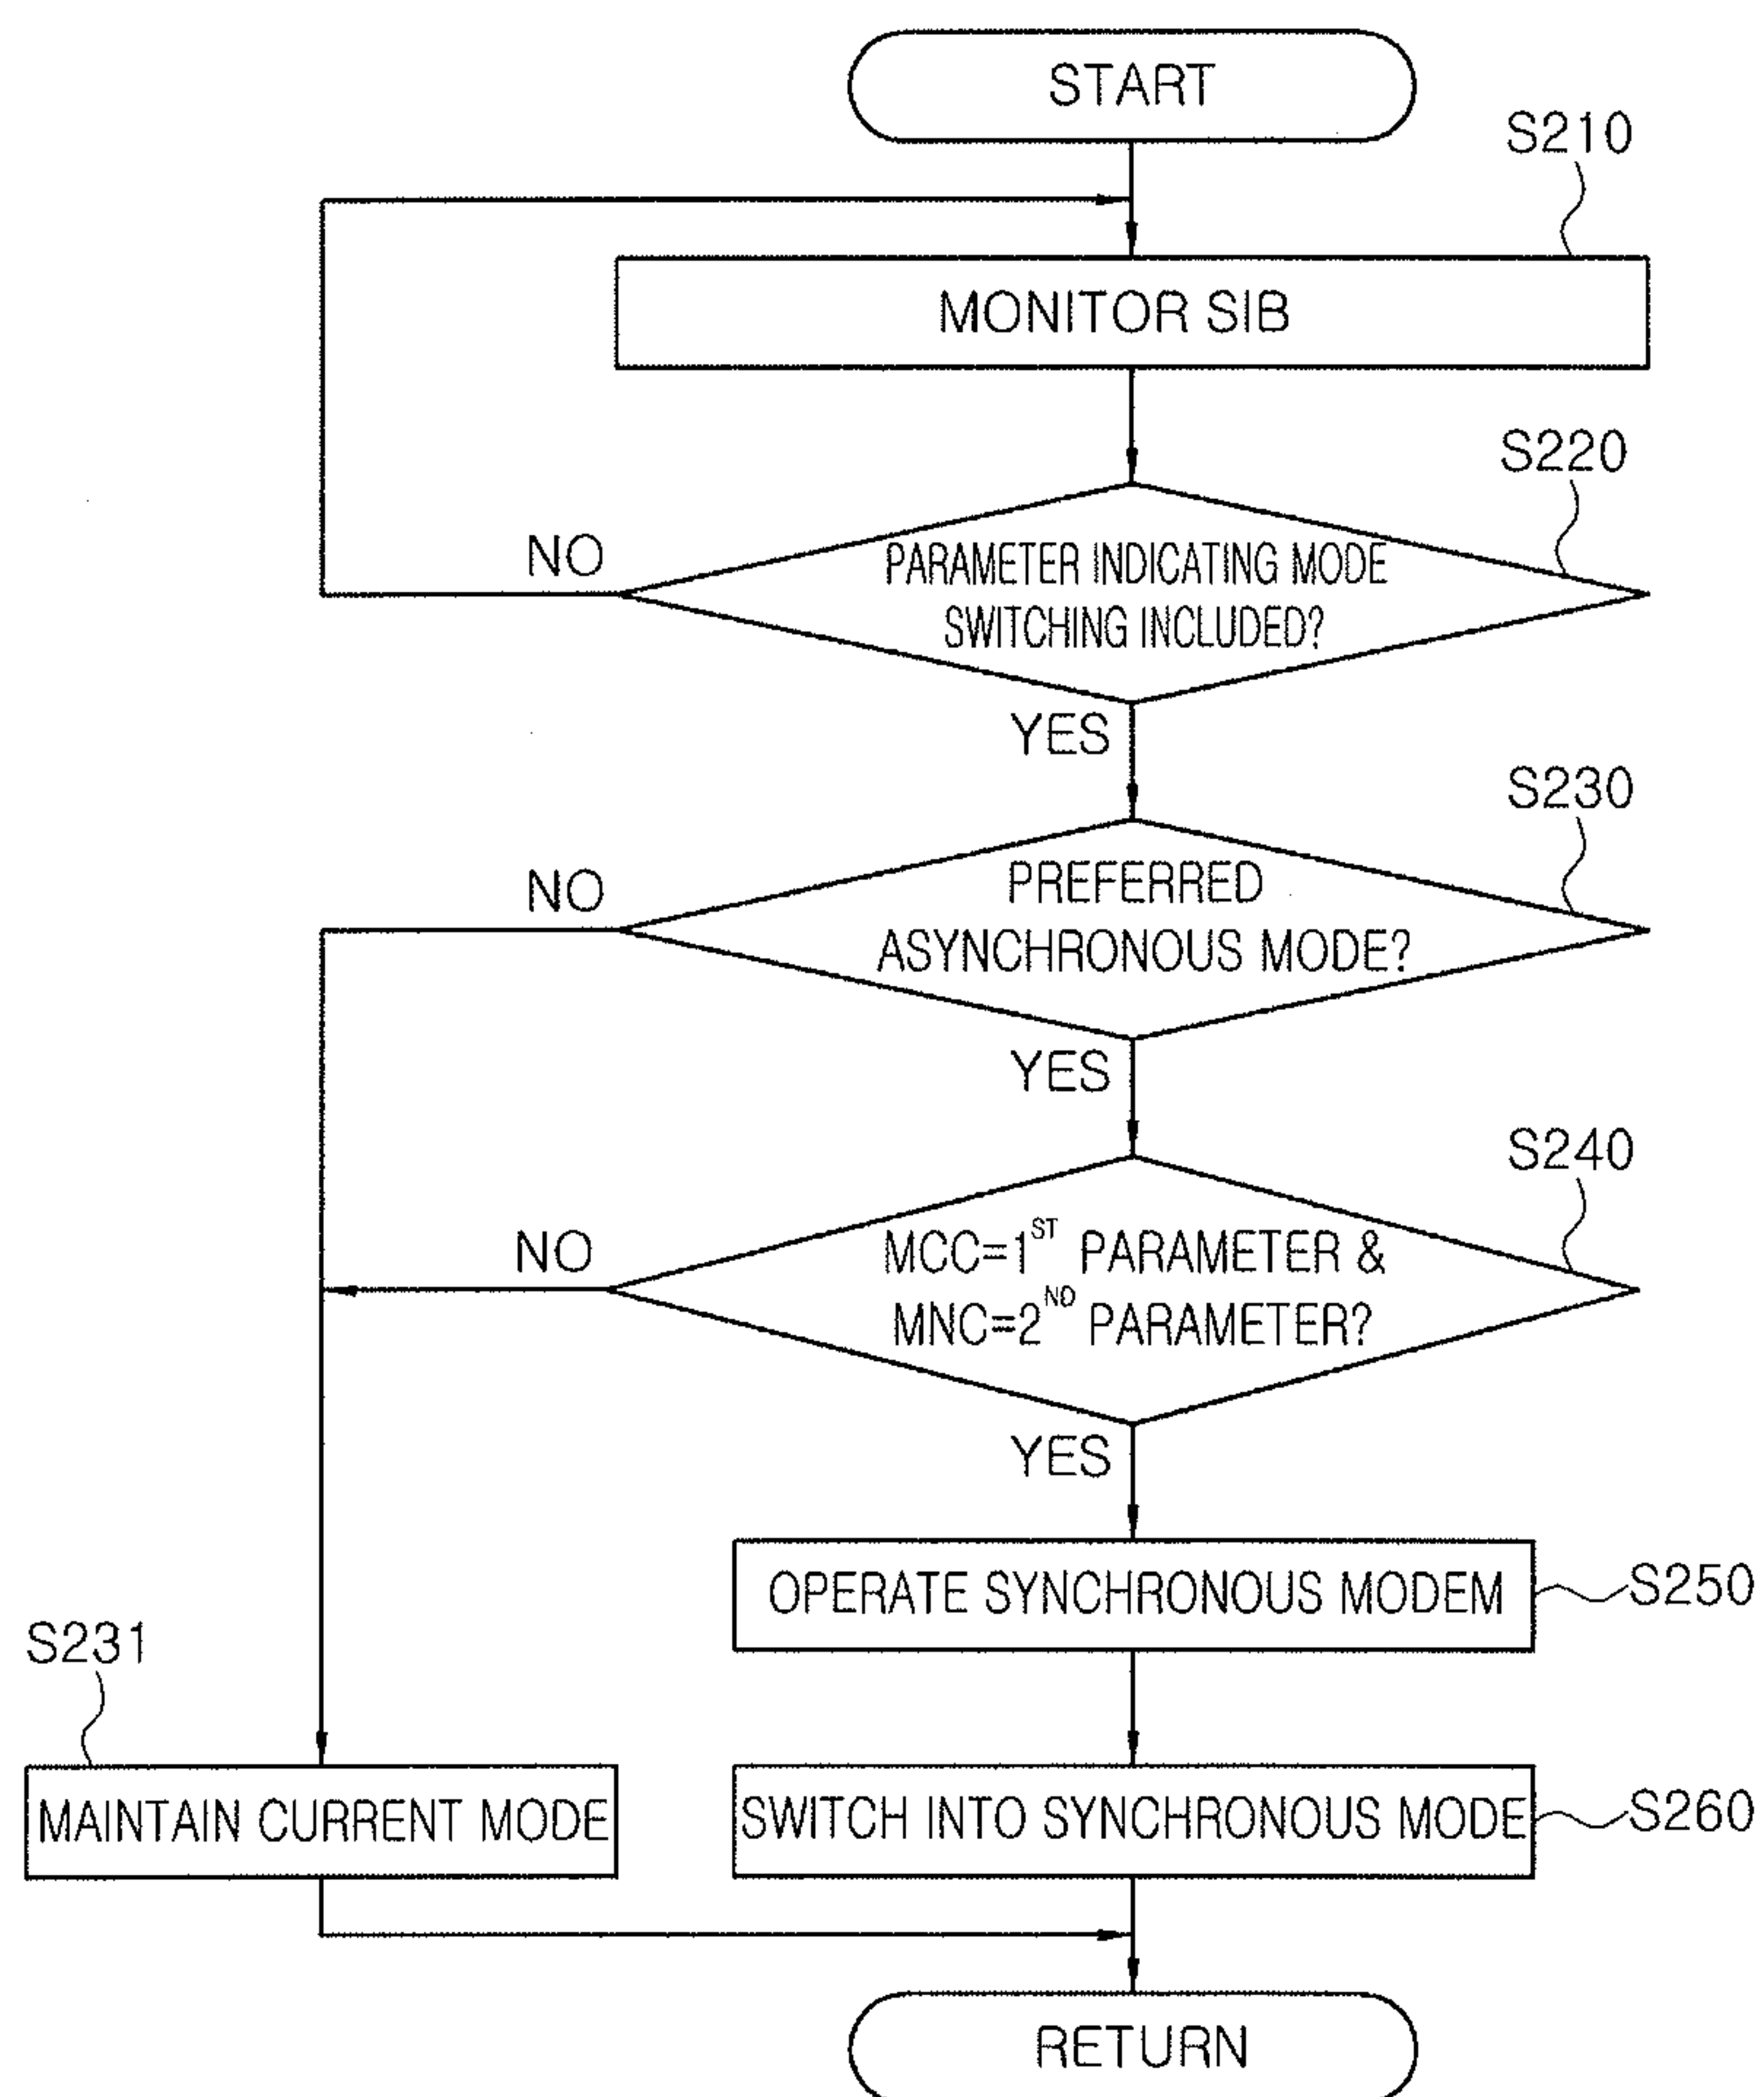 START
S210
MONITOR SIB
S220
NO
PARAMETER INDICATING MODE
SWITCHING INCLUDED?
YES
S230
NO
PREFERRED
ASYNCHRONOUS MODE?
YES
S240
NO
MCC=1ST PARAMETER &
MNC=2ND PARAMETER?
YES
OPERATE SYNCHRONOUS MODEM
S250
S231
MAINTAIN CURRENT MODE
SWITCH INTO SYNCHRONOUS MODE
S260
RETURN